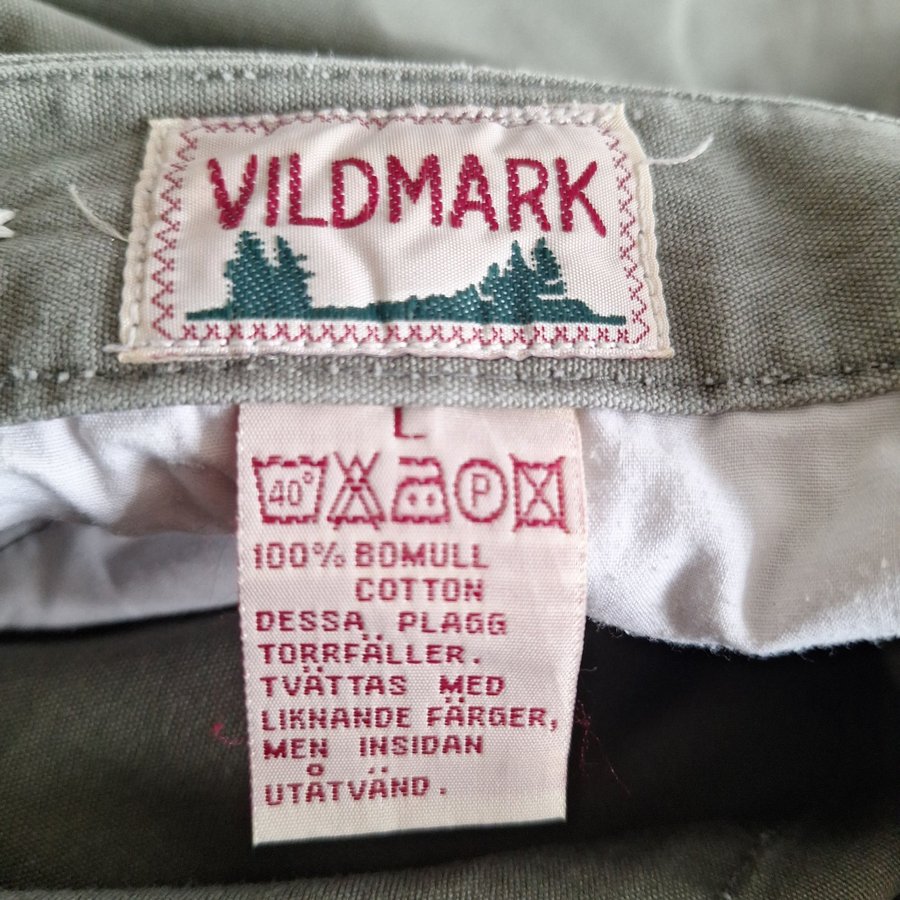 VILDMARK
L
40° P
100% BOMULL
COTTON
DESSA PLAGG
TORRFÄLLER.
TVÄTTAS MED
LIKNANDE FÄRGER,
MEN INSIDAN
UTÅTVÄND.